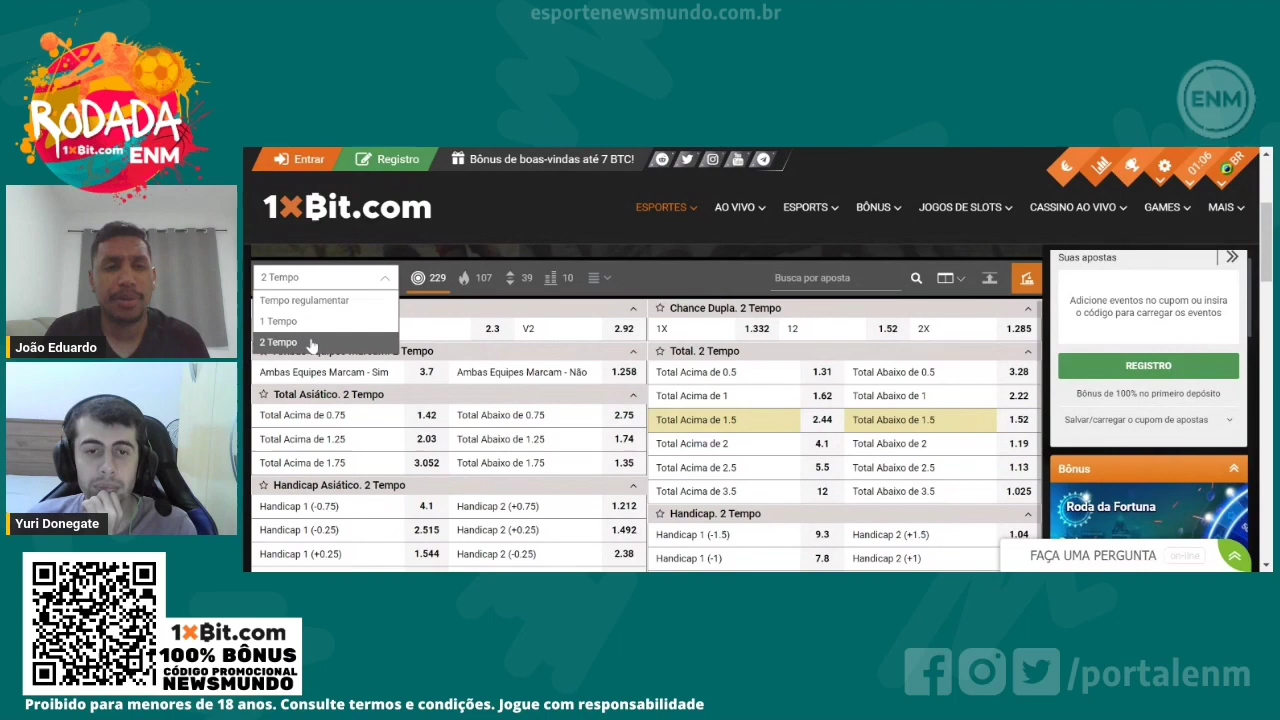 esportenewsmundo.com.br
RODADA
1xBit.com
ENM
ENM
Entrar
Registro
Bônus de boas-vindas até 7 BTC!
01:06
BR
1xBit.com
ESPORTES
AO VIVO
ESPORTS
BÔNUS
JOGOS DE SLOTS
CASSINO AO VIVO
GAMES
MAIS
2 Tempo
229
107
39
10
Busca por aposta
Tempo regulamentar
1 Tempo
2 Tempo
2.3 V2 2.92
Tempo
Ambas Equipes Marcam - Sim 3.7 Ambas Equipes Marcam - Não 1.258
Total Asiático. 2 Tempo
Total Acima de 0.75 1.42 Total Abaixo de 0.75 2.75
Total Acima de 1.25 2.03 Total Abaixo de 1.25 1.74
Total Acima de 1.75 3.052 Total Abaixo de 1.75 1.35
Handicap Asiático. 2 Tempo
Handicap 1 (-0.75) 4.1 Handicap 2 (+0.75) 1.212
Handicap 1 (-0.25) 2.515 Handicap 2 (+0.25) 1.492
Handicap 1 (+0.25) 1.544 Handicap 2 (-0.25) 2.38
Chance Dupla. 2 Tempo
1X 1.332 12 1.52 2X 1.285
Total. 2 Tempo
Total Acima de 0.5 1.31 Total Abaixo de 0.5 3.28
Total Acima de 1 1.62 Total Abaixo de 1 2.22
Total Acima de 1.5 2.44 Total Abaixo de 1.5 1.52
Total Acima de 2 4.1 Total Abaixo de 2 1.19
Total Acima de 2.5 5.5 Total Abaixo de 2.5 1.13
Total Acima de 3.5 12 Total Abaixo de 3.5 1.025
Handicap. 2 Tempo
Handicap 1 (-1.5) 9.3 Handicap 2 (+1.5) 1.04
Handicap 1 (-1) 7.8 Handicap 2 (+1)
Suas apostas
Adicione eventos no cupom ou insira
o código para carregar os eventos
REGISTRO
Bônus de 100% no primeiro depósito
Salvar/carregar o cupom de apostas
Bônus
Roda da Fortuna
FAÇA UMA PERGUNTA
on-line
João Eduardo
Yuri Donegate
1xBit.com
100% BÔNUS
CÓDIGO PROMOCIONAL
NEWSMUNDO
/portalenm
Proibido para menores de 18 anos. Consulte termos e condições. Jogue com responsabilidade